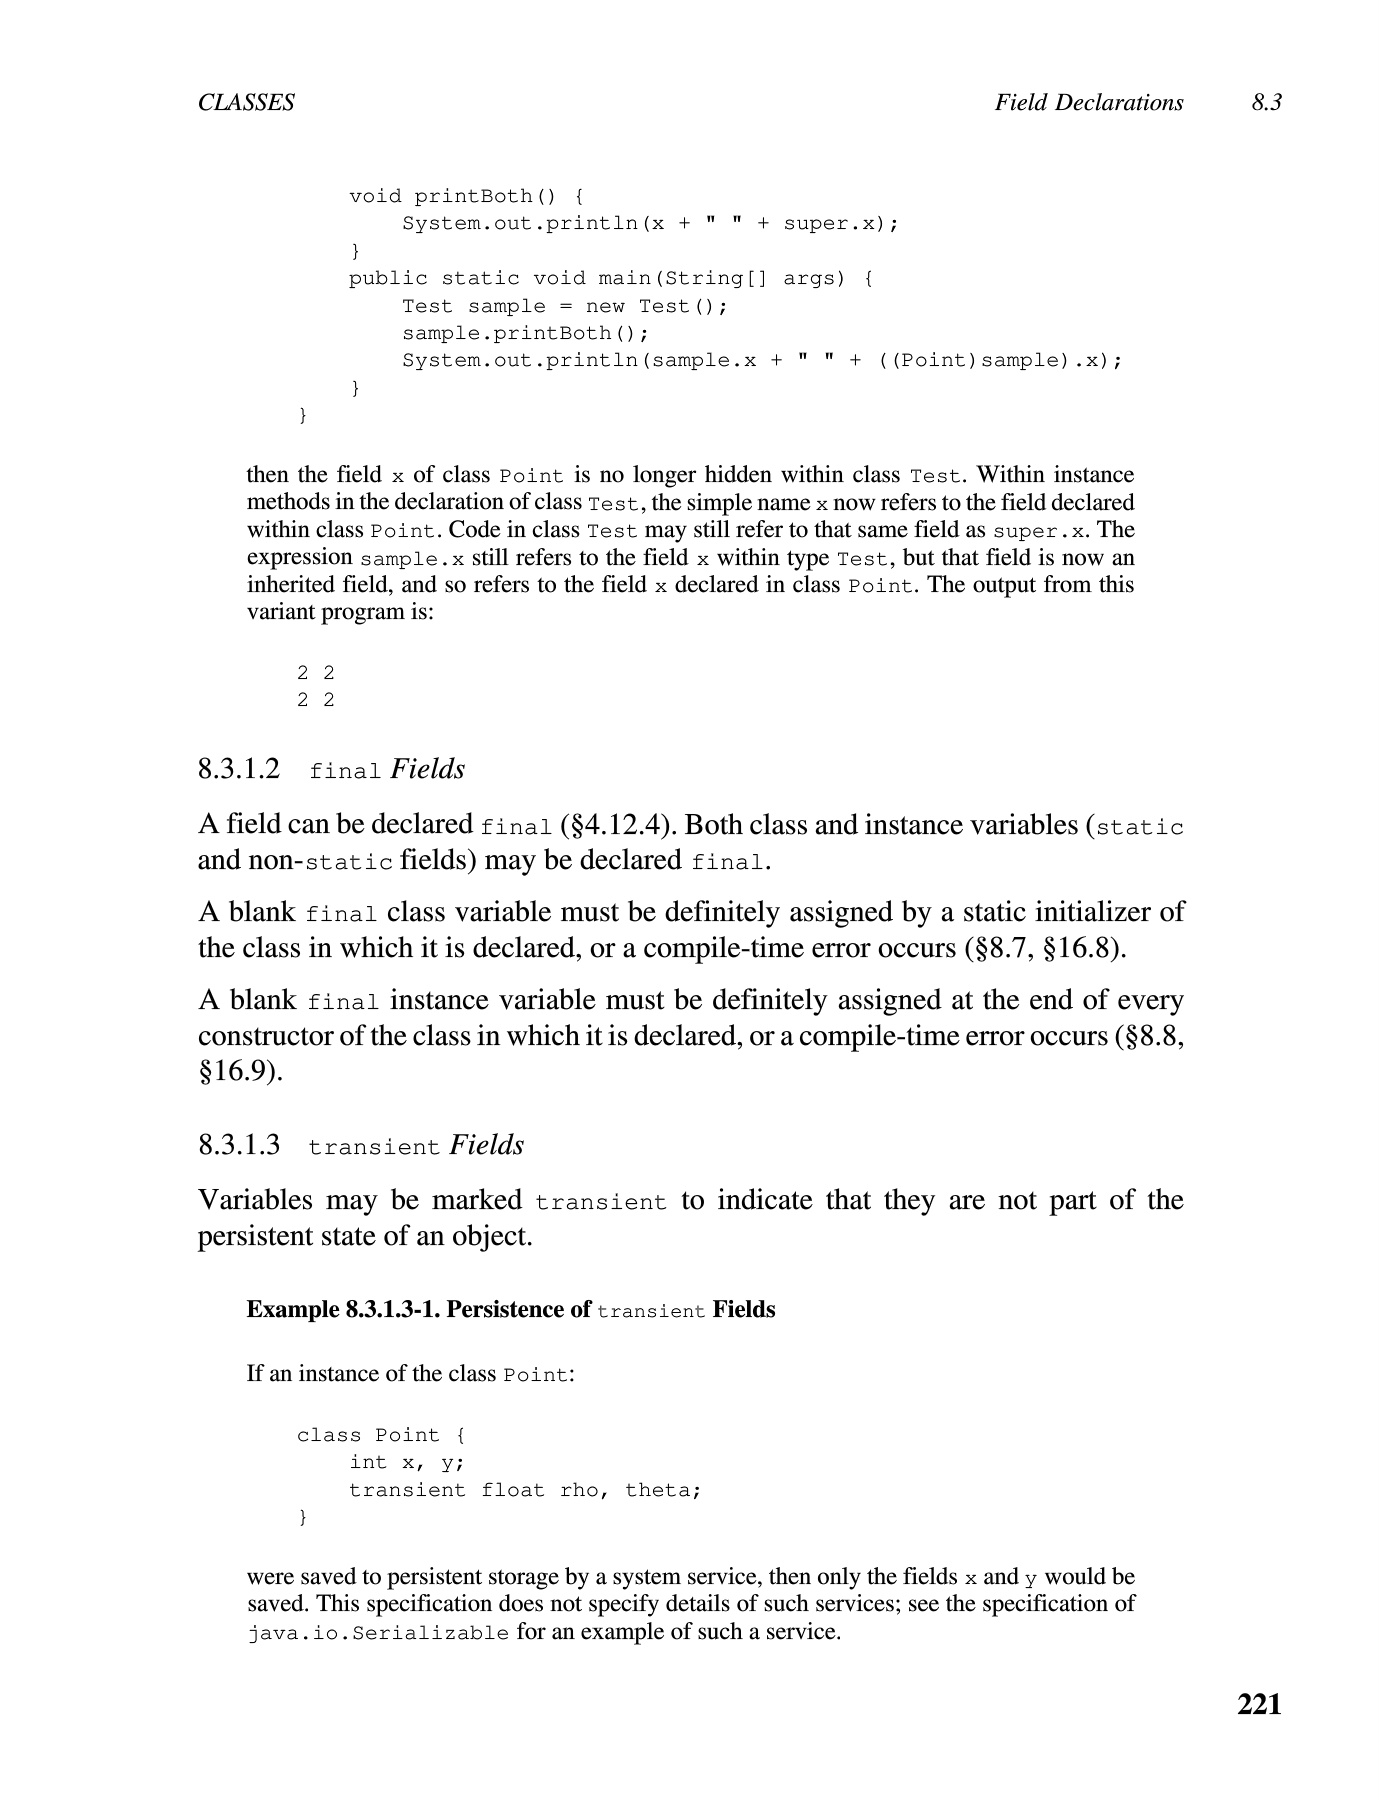 CLASSES Field Declarations 8.3
void printBoth() {
System.out.println(x + " " + super.x);
}
public static void main(String[] args) {
Test sample = new Test();
sample.printBoth();
System.out.println(sample.x + " " + ((Point)sample).x);
}
}
then the field x of class Point is no longer hidden within class Test. Within instance
methods in the declaration of class Test, the simple name x now refers to the field declared
within class Point. Code in class Test may still refer to that same field as super.x. The
expression sample.x still refers to the field x within type Test, but that field is now an
inherited field, and so refers to the field x declared in class Point. The output from this
variant program is:
2 2
2 2
8.3.1.2 final Fields
A field can be declared final (§4.12.4). Both class and instance variables (static
and non-static fields) may be declared final.
A blank final class variable must be definitely assigned by a static initializer of
the class in which it is declared, or a compile-time error occurs (§8.7, §16.8).
A blank final instance variable must be definitely assigned at the end of every
constructor of the class in which it is declared, or a compile-time error occurs (§8.8,
§16.9).
8.3.1.3 transient Fields
Variables may be marked transient to indicate that they are not part of the
persistent state of an object.
Example 8.3.1.3-1. Persistence of transient Fields
If an instance of the class Point:
class Point {
int x, y;
transient float rho, theta;
}
were saved to persistent storage by a system service, then only the fields x and y would be
saved. This specification does not specify details of such services; see the specification of
java.io.Serializable for an example of such a service.
221